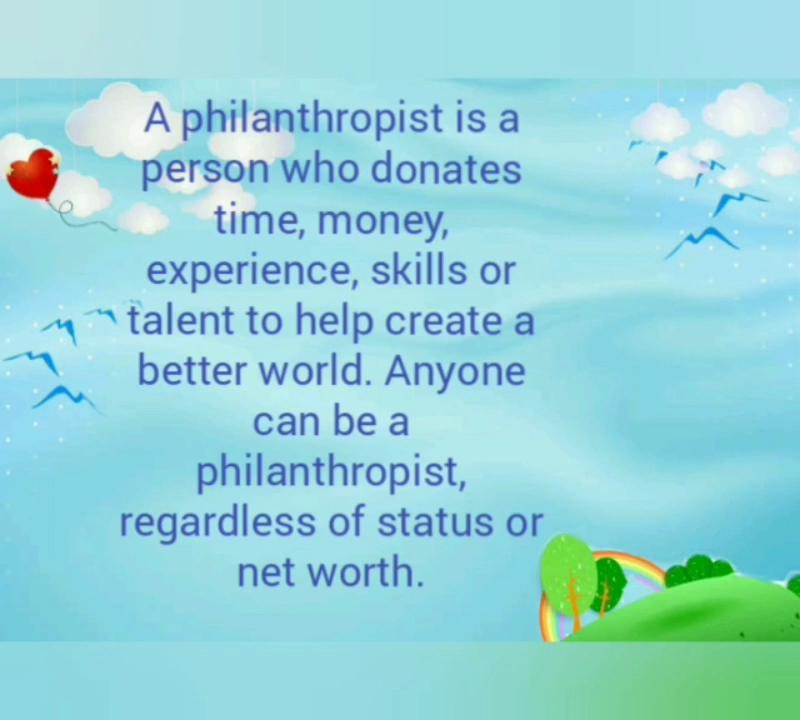 A philanthropist is a
person who donates
time, money,
experience, skills or
talent to help create a
better world. Anyone
can be a
philanthropist,
regardless of status or
net worth.